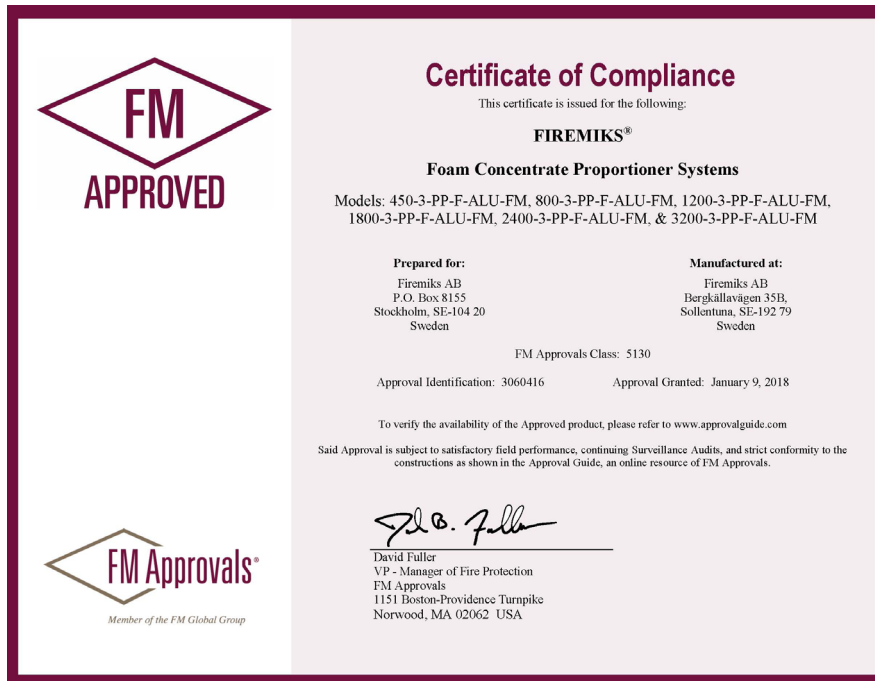 FM
APPROVED
Certificate of Compliance
This certificate is issued for the following:
FIREMIKS®
Foam Concentrate Proportioner Systems
Models: 450-3-PP-F-ALU-FM, 800-3-PP-F-ALU-FM, 1200-3-PP-F-ALU-FM,
1800-3-PP-F-ALU-FM, 2400-3-PP-F-ALU-FM, & 3200-3-PP-F-ALU-FM
Prepared for:
Firemiks AB
P.O. Box 8155
Stockholm, SE-104 20
Sweden
Manufactured at:
Firemiks AB
Bergkällavägen 35B,
Sollentuna, SE-192 79
Sweden
FM Approvals Class: 5130
Approval Identification: 3060416
Approval Granted: January 9, 2018
To verify the availability of the Approved product, please refer to www.approvalguide.com
Said Approval is subject to satisfactory field performance, continuing Surveillance Audits, and strict conformity to the
constructions as shown in the Approval Guide, an online resource of FM Approvals.
David Fuller
VP - Manager of Fire Protection
FM Approvals
1151 Boston-Providence Turnpike
Norwood, MA 02062 USA
FM Approvals®
Member of the FM Global Group